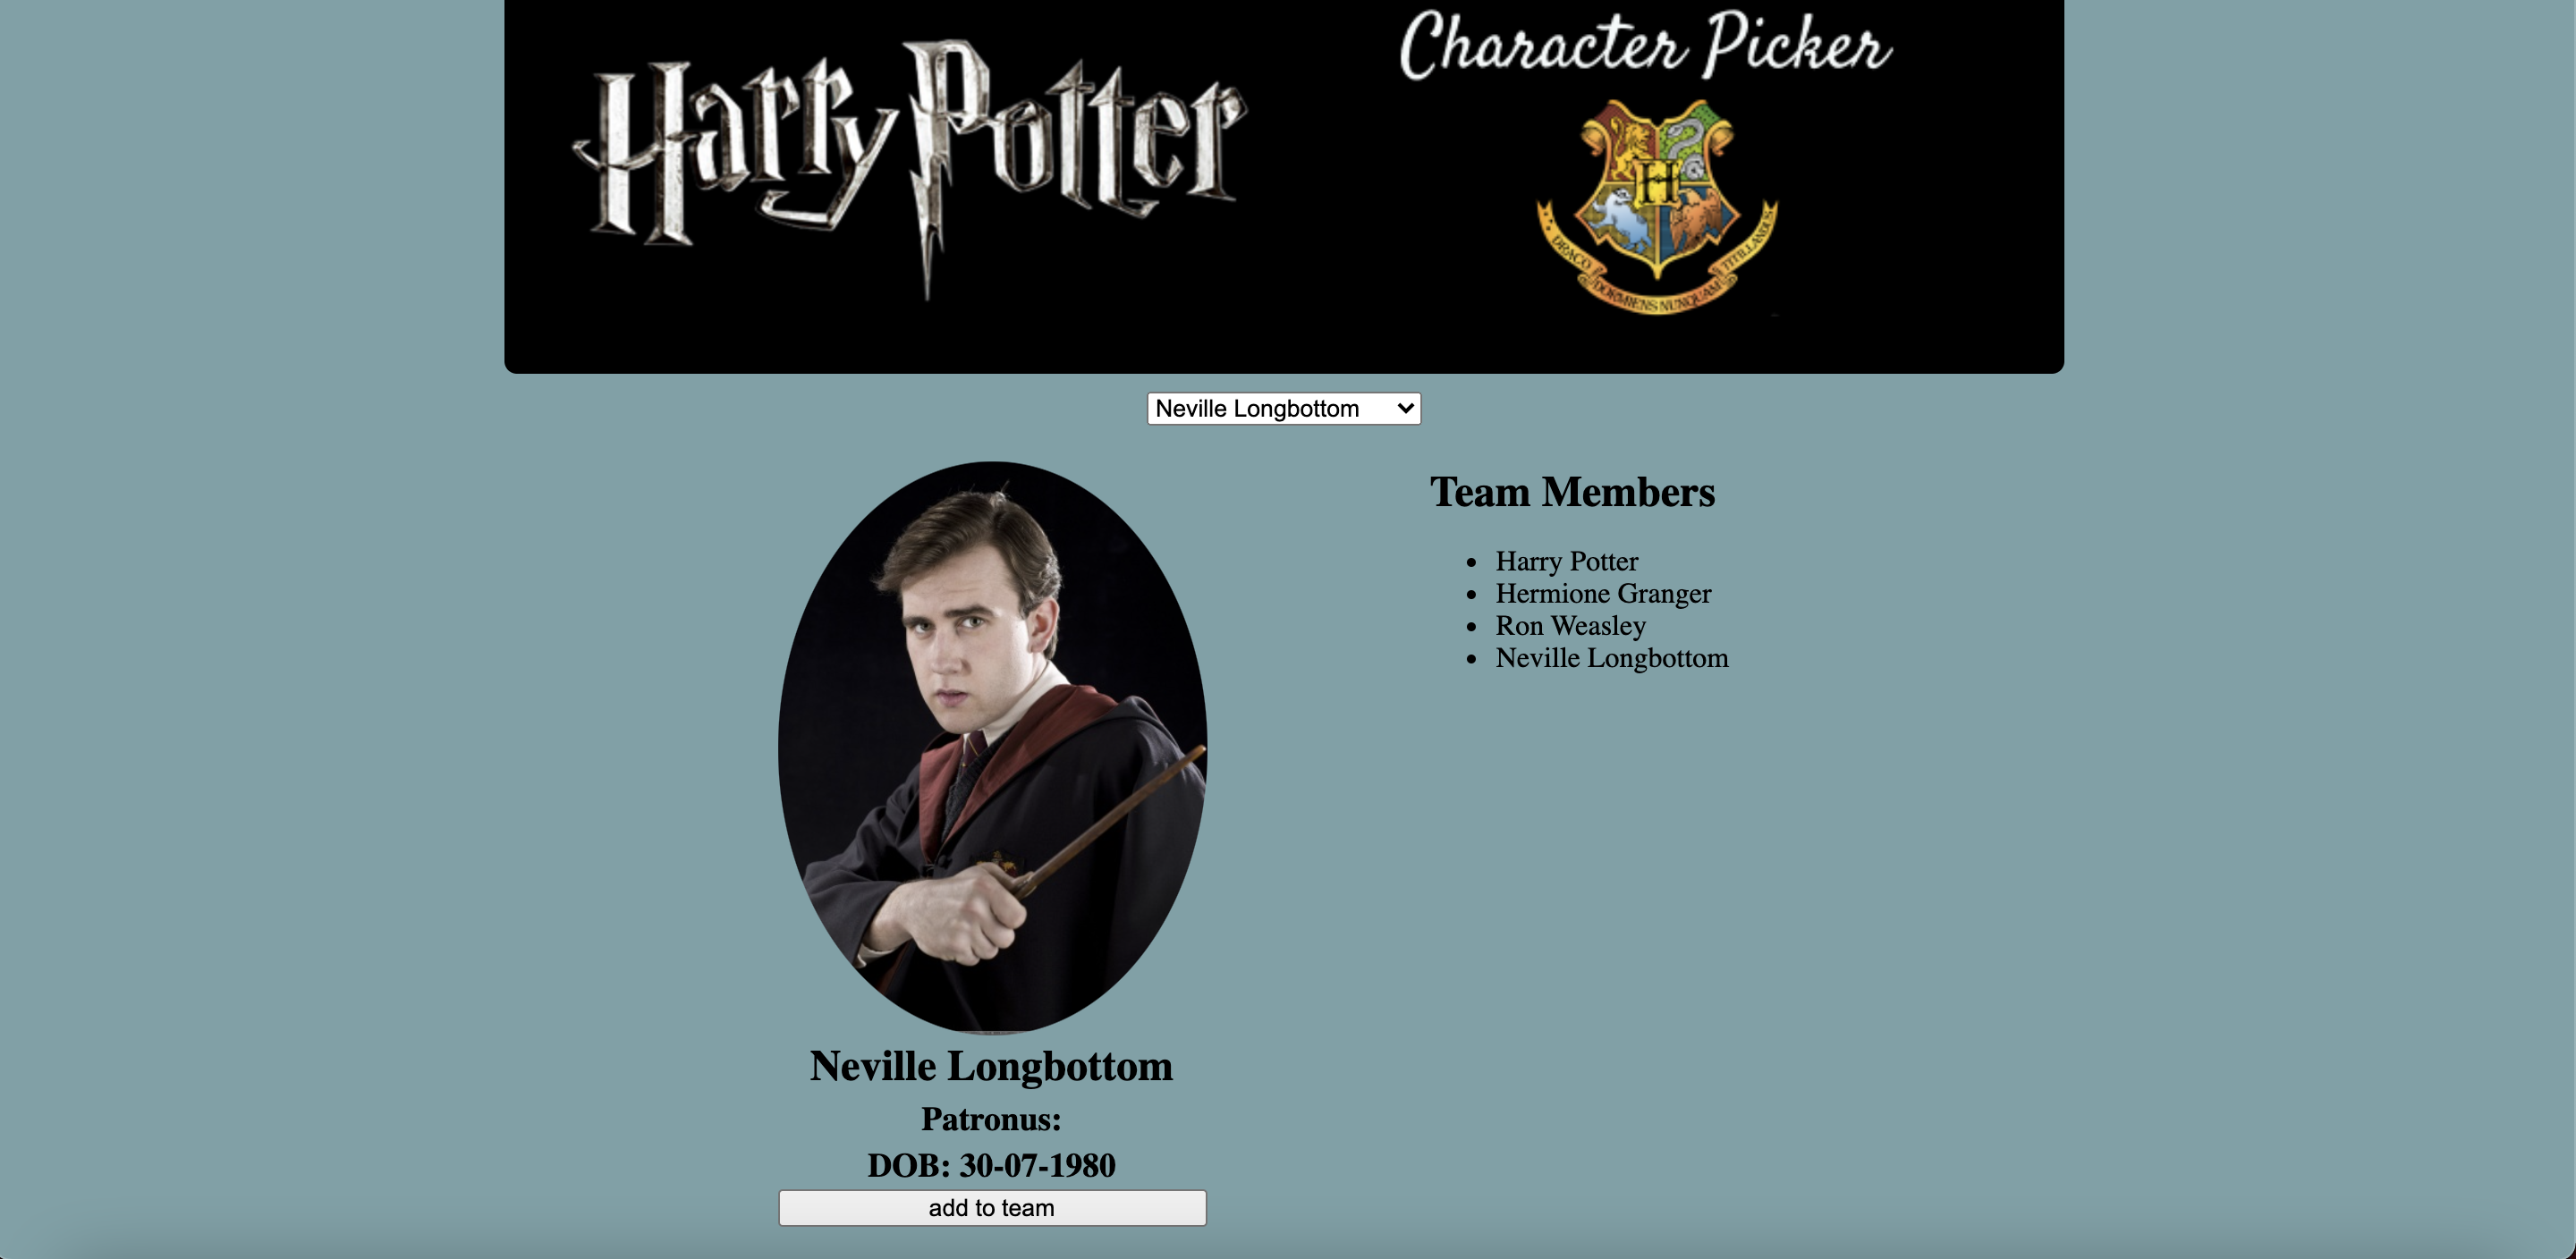 Harry Potter
Character Picker
H
DRACO DORMIENS NUNQUAM TITILLANDUS
Neville Longbottom
Team Members
Harry Potter
Hermione Granger
Ron Weasley
Neville Longbottom
Neville Longbottom
Patronus:
DOB: 30-07-1980
add to team